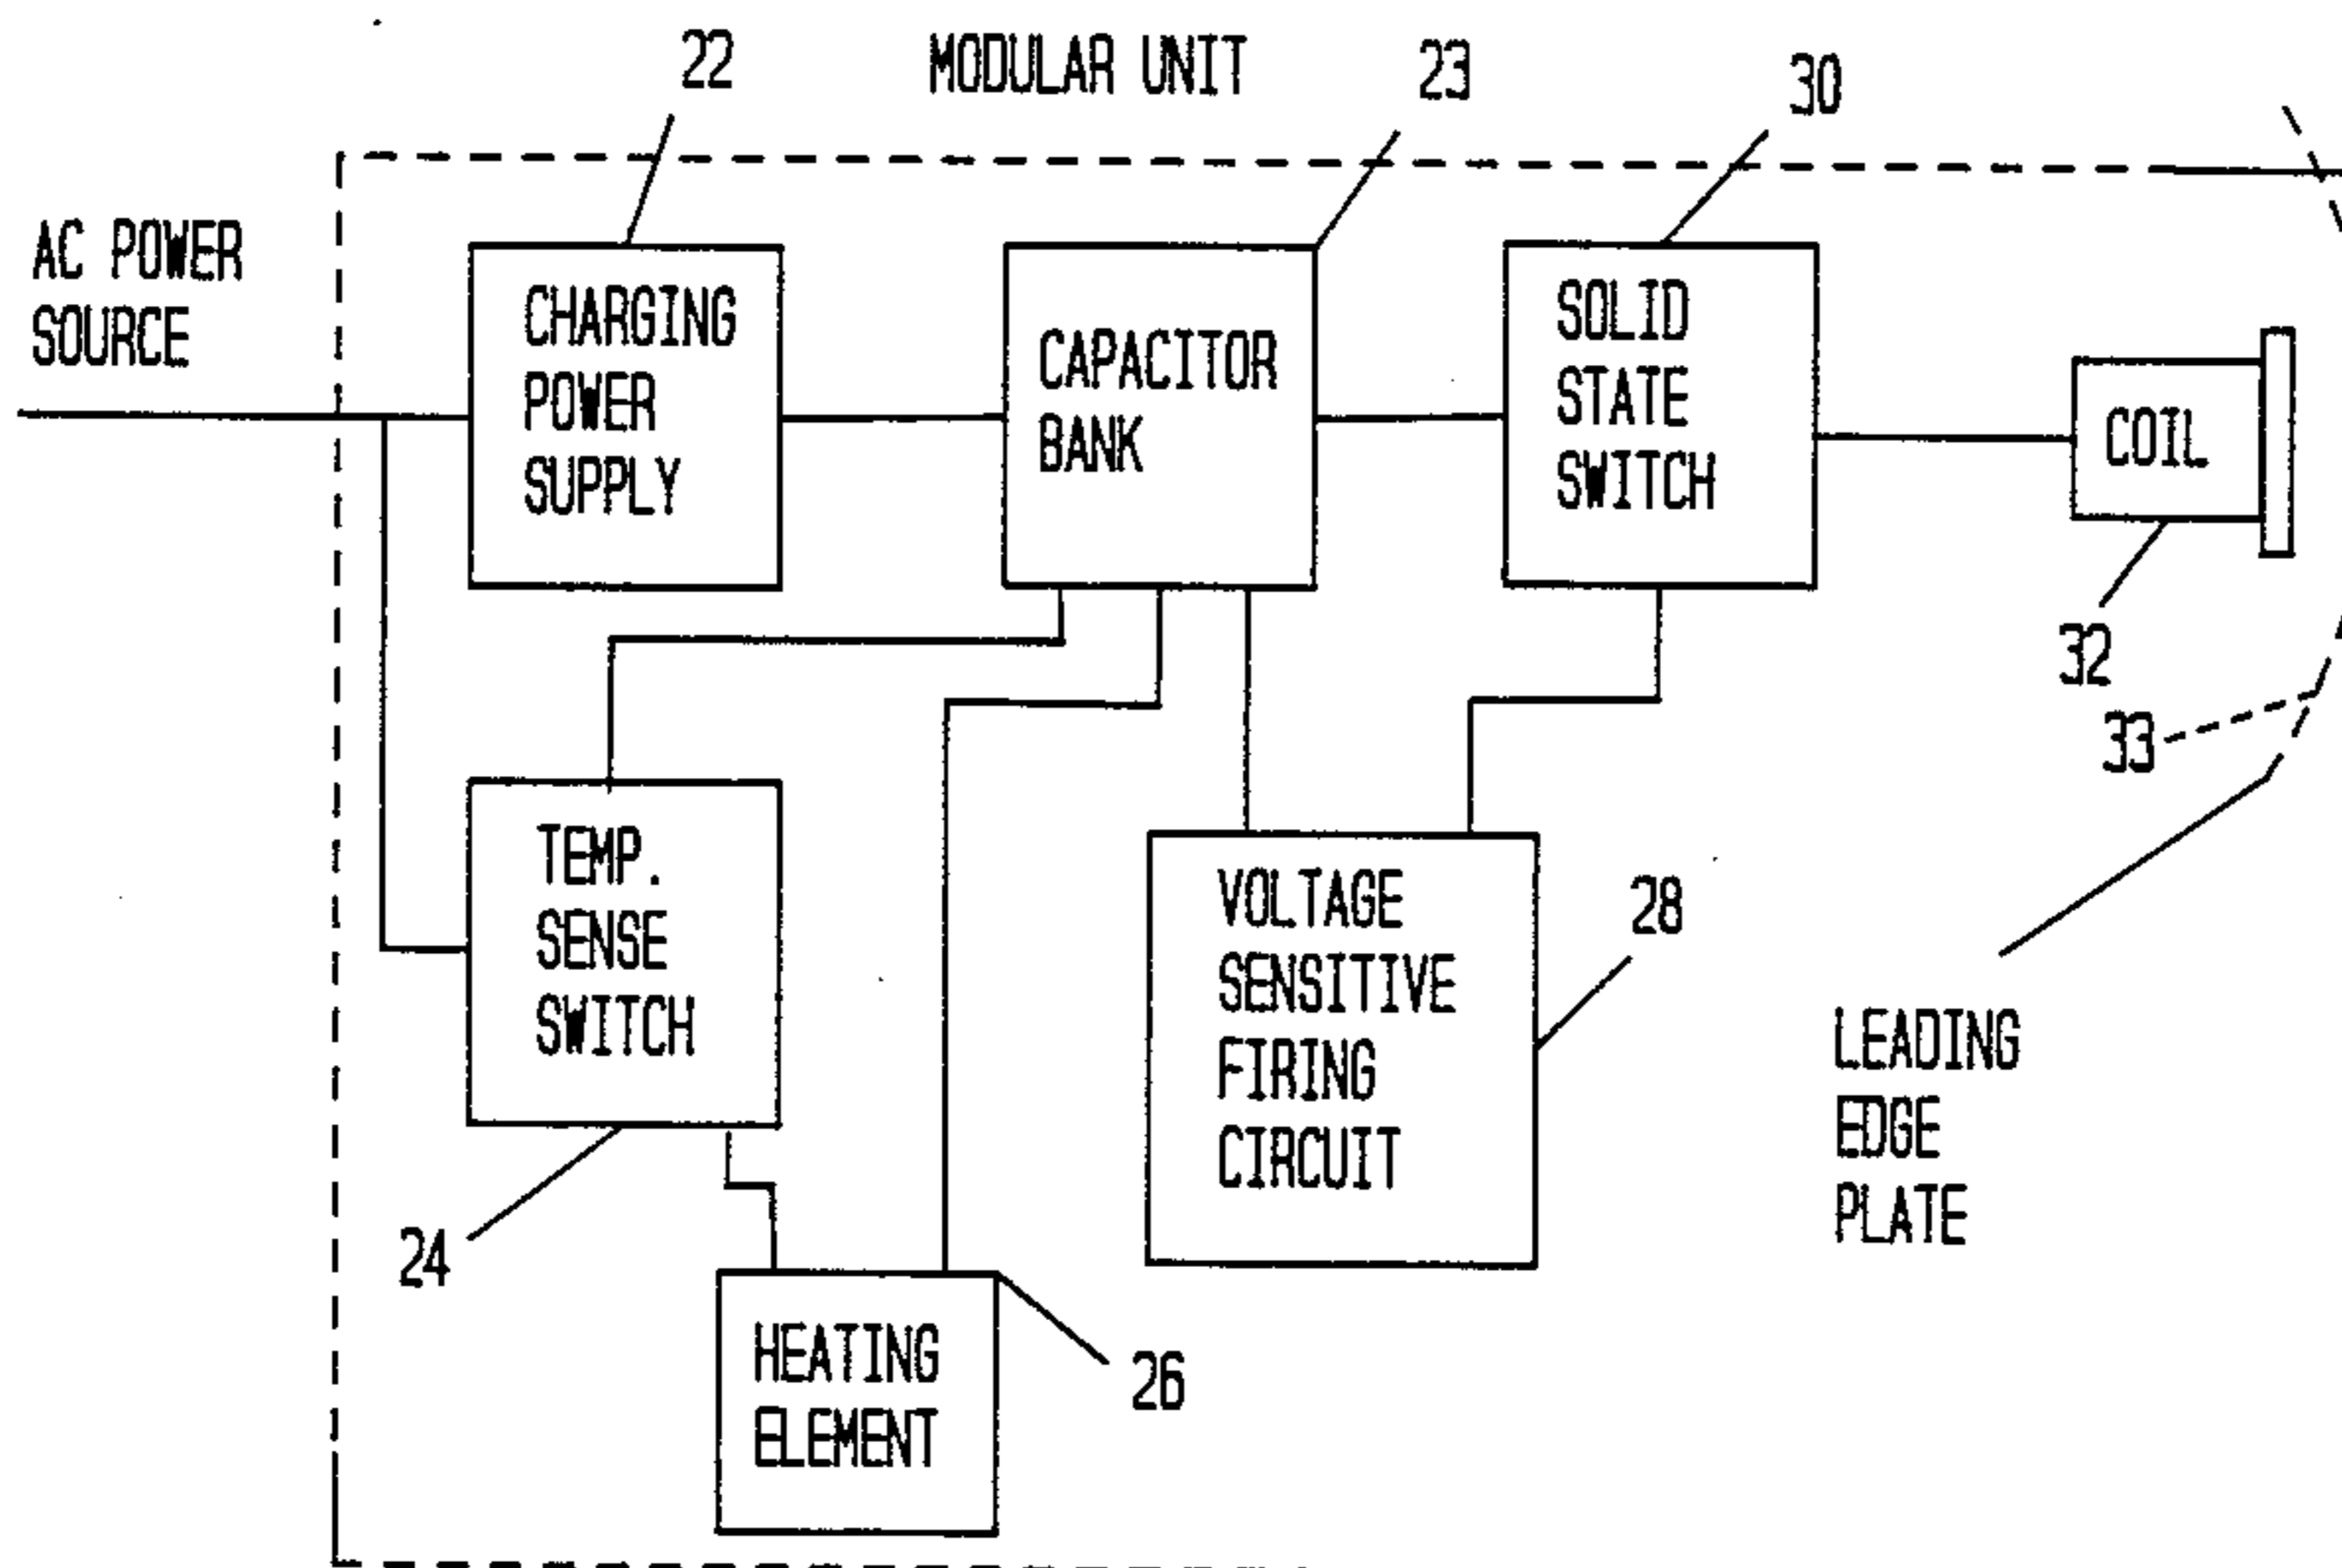 22
MODULAR UNIT
23
30
AC POWER
SOURCE
CHARGING
POWER
SUPPLY
CAPACITOR
BANK
SOLID
STATE
SWITCH
COIL
32
33
TEMP.
SENSE
SWITCH
VOLTAGE
SENSITIVE
FIRING
CIRCUIT
28
LEADING
EDGE
PLATE
24
HEATING
ELEMENT
26